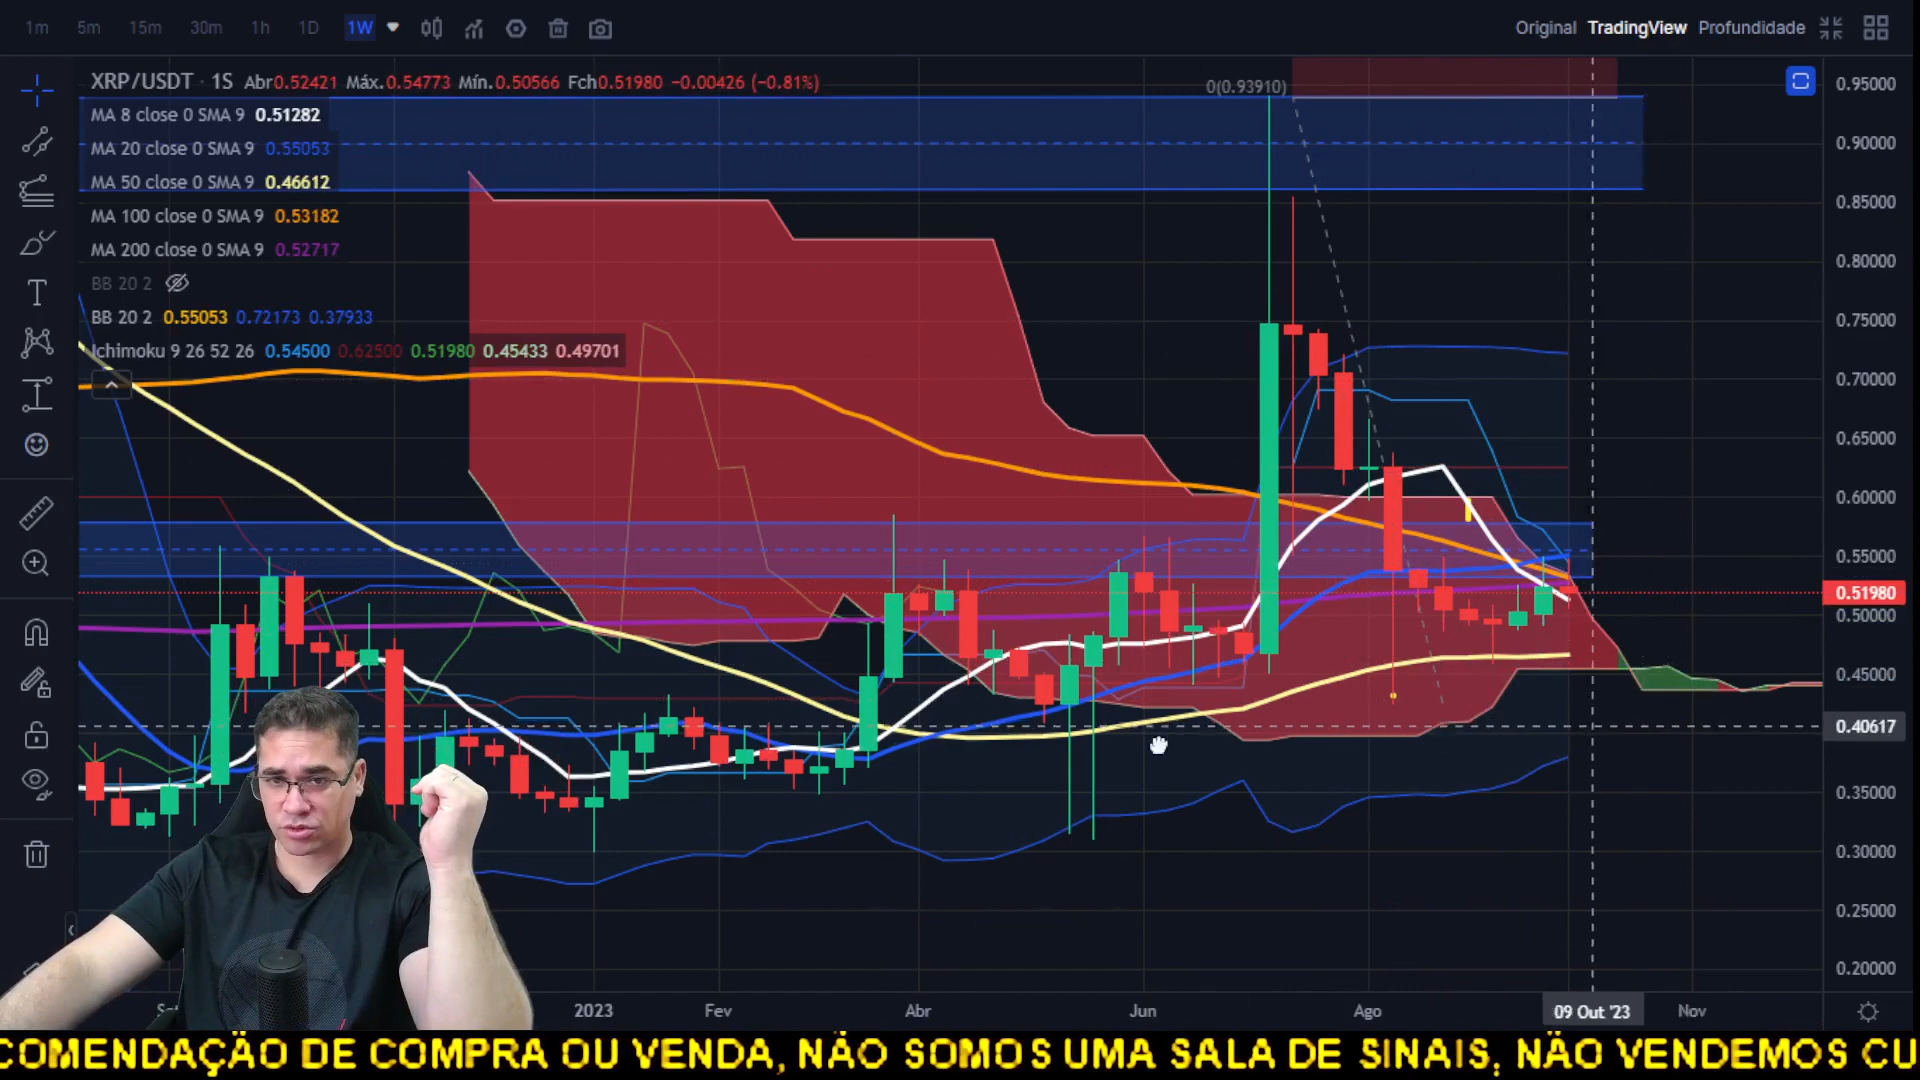 1m 5m 15m 30m 1h 1D 1W
Original TradingView Profundidade
XRP/USDT · 1S Abr0.52421 Máx.0.54773 Mín.0.50566 Fch0.51980 −0.00426 (−0.81%)
MA 8 close 0 SMA 9 0.51282
MA 20 close 0 SMA 9 0.55053
MA 50 close 0 SMA 9 0.46612
MA 100 close 0 SMA 9 0.53182
MA 200 close 0 SMA 9 0.52717
BB 20 2
BB 20 2 0.55053 0.72173 0.37933
Ichimoku 9 26 52 26 0.54500 0.62500 0.51980 0.45433 0.49701
0(0.93910)
0.95000
0.90000
0.85000
0.80000
0.75000
0.70000
0.65000
0.60000
0.55000
0.51980
0.50000
0.45000
0.40617
0.35000
0.30000
0.25000
0.20000
2023 Fev Abr Jun Ago 09 Out '23 Nov
COMENDAÇÃO DE COMPRA OU VENDA, NÃO SOMOS UMA SALA DE SINAIS, NÃO VENDEMOS CU